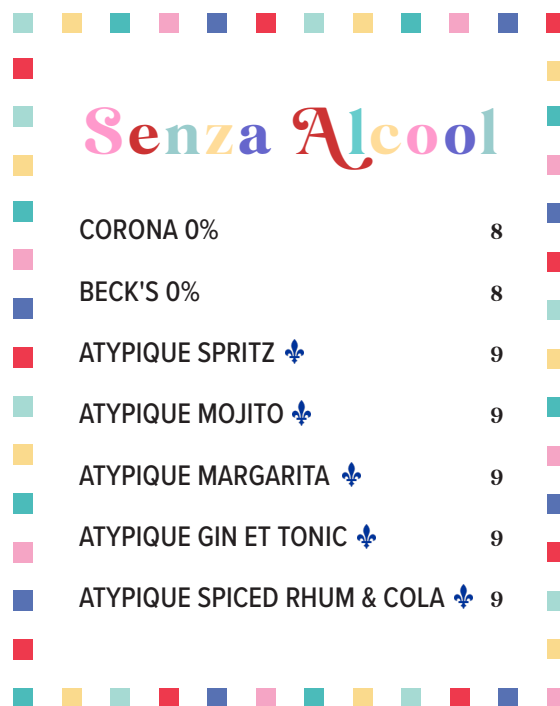 Senza Alcool
CORONA 0% 8
BECK'S 0% 8
ATYPIQUE SPRITZ 9
ATYPIQUE MOJITO 9
ATYPIQUE MARGARITA 9
ATYPIQUE GIN ET TONIC 9
ATYPIQUE SPICED RHUM & COLA 9